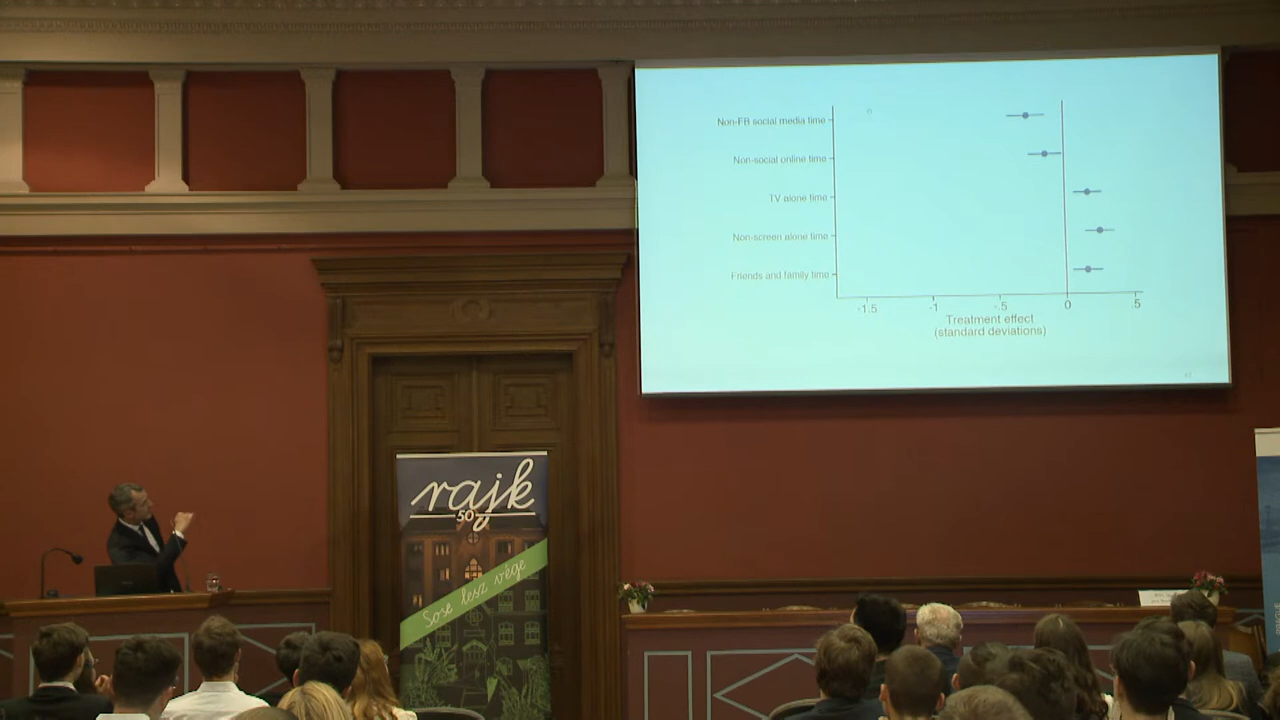 Non-FB social media time
Non-social online time
TV alone time
Non-screen alone time
Friends and family time
-1.5 -1 -.5 0 .5
Treatment effect
(standard deviations)
rajk
50
Sose lesz vége